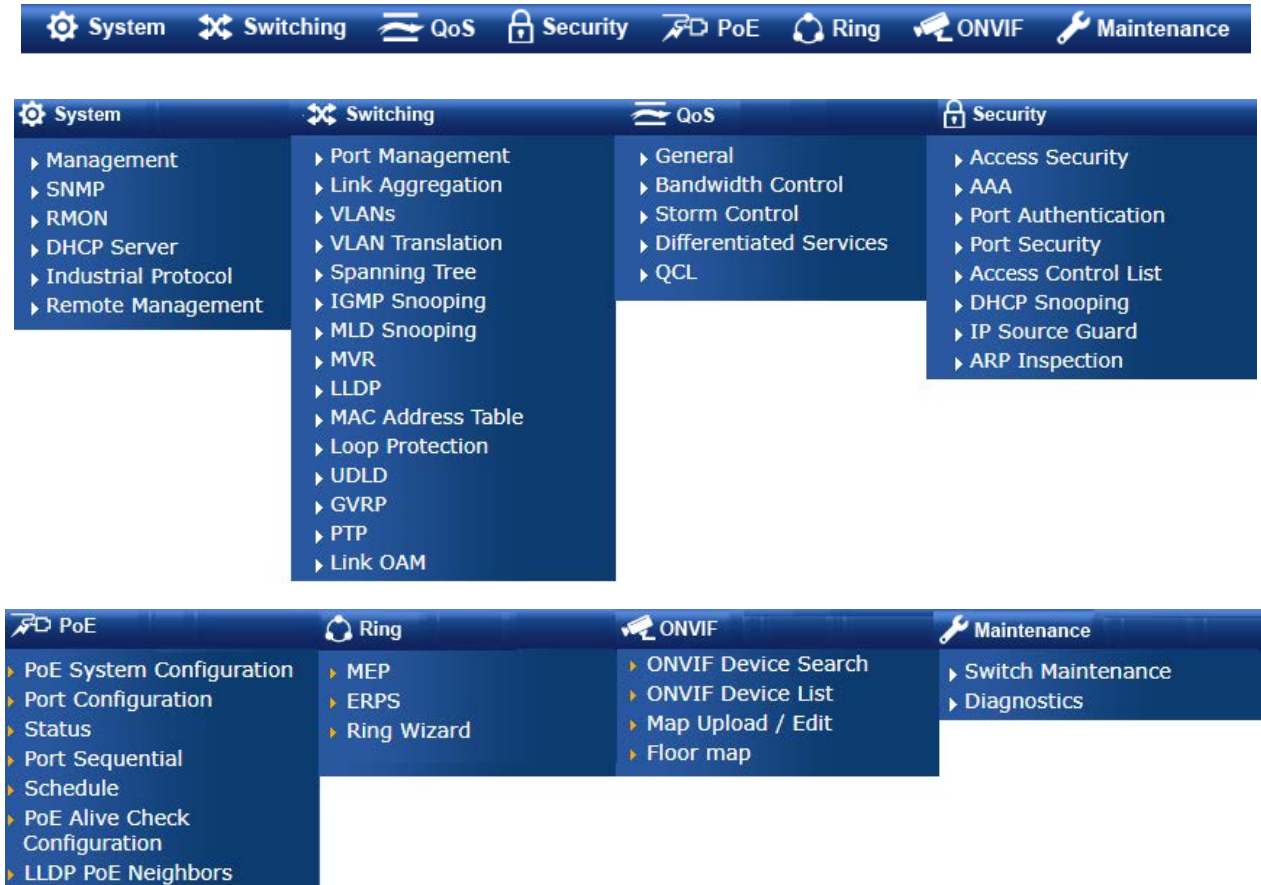 System Switching QoS Security PoE Ring ONVIF Maintenance
System
Management
SNMP
RMON
DHCP Server
Industrial Protocol
Remote Management
Switching
Port Management
Link Aggregation
VLANs
VLAN Translation
Spanning Tree
IGMP Snooping
MLD Snooping
MVR
LLDP
MAC Address Table
Loop Protection
UDLD
GVRP
PTP
Link OAM
QoS
General
Bandwidth Control
Storm Control
Differentiated Services
QCL
Security
Access Security
AAA
Port Authentication
Port Security
Access Control List
DHCP Snooping
IP Source Guard
ARP Inspection
PoE
PoE System Configuration
Port Configuration
Status
Port Sequential
Schedule
PoE Alive Check
Configuration
LLDP PoE Neighbors
Ring
MEP
ERPS
Ring Wizard
ONVIF
ONVIF Device Search
ONVIF Device List
Map Upload / Edit
Floor map
Maintenance
Switch Maintenance
Diagnostics